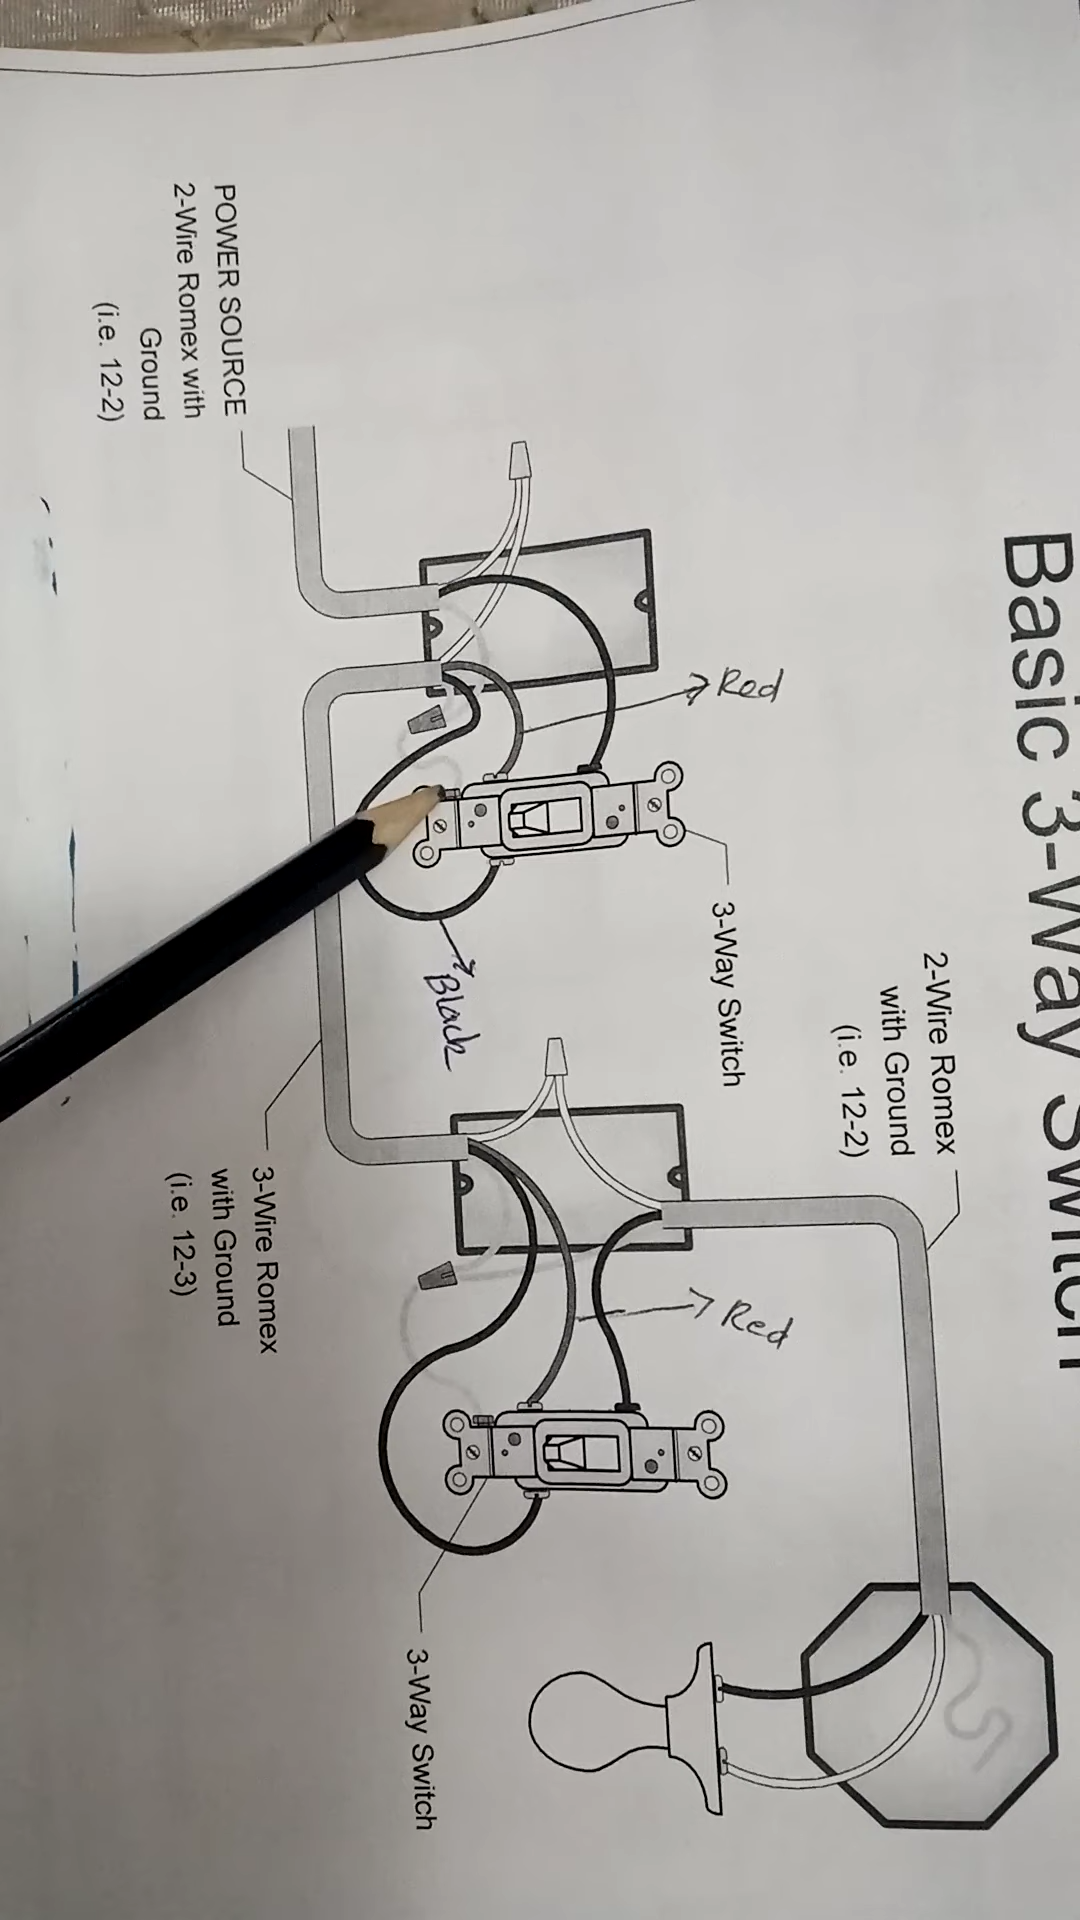 Basic 3-Way Switch
POWER SOURCE
2-Wire Romex with
Ground
(i.e. 12-2)
Red
3-Way Switch
Black
2-Wire Romex
with Ground
(i.e. 12-2)
3-Wire Romex
with Ground
(i.e. 12-3)
Red
3-Way Switch